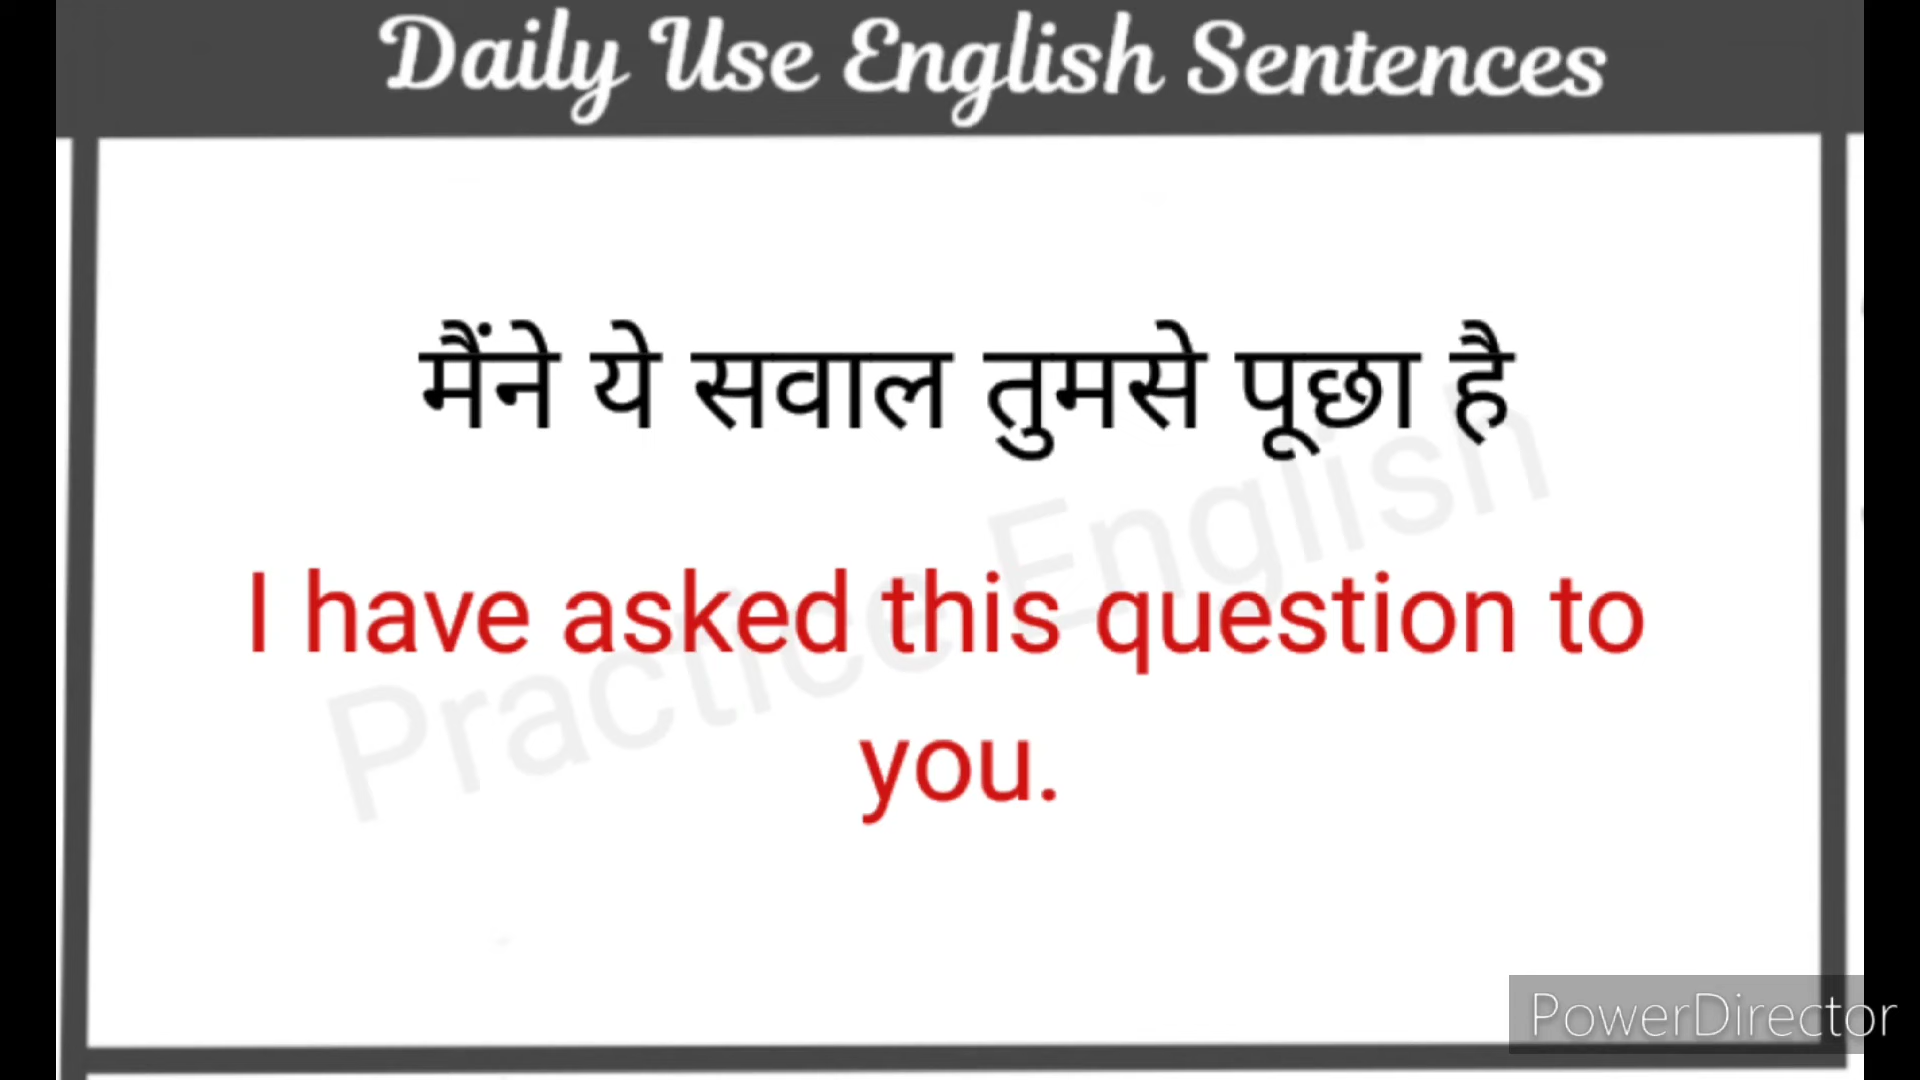 Daily Use English Sentences
मैंने ये सवाल तुमसे पूछा है
Practice English
I have asked this question to
you.
PowerDirector